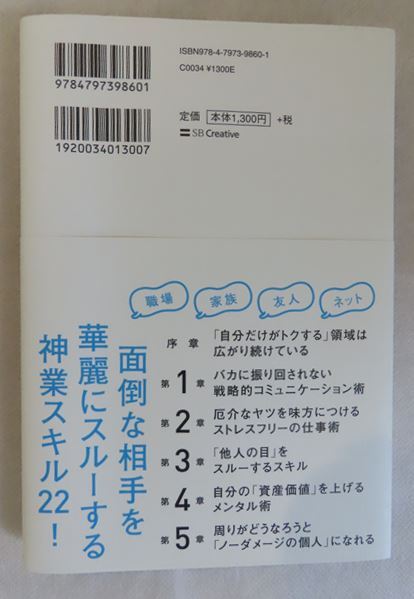 ISBN978-4-7973-9860-1
C0034 ¥1300E
9784797398601
定価 本体1,300円 +税
SB Creative
1920034013007
職場 家族 友人 ネット
面倒な相手を
華麗にスルーする
神業スキル22！
序章 「自分だけがトクする」領域は
広がり続けている
第1章 バカに振り回されない
戦略的コミュニケーション術
第2章 厄介なヤツを味方につける
ストレスフリーの仕事術
第3章 「他人の目」を
スルーするスキル
第4章 自分の「資産価値」を上げる
メンタル術
第5章 周りがどうなろうと
「ノーダメージの個人」になれる